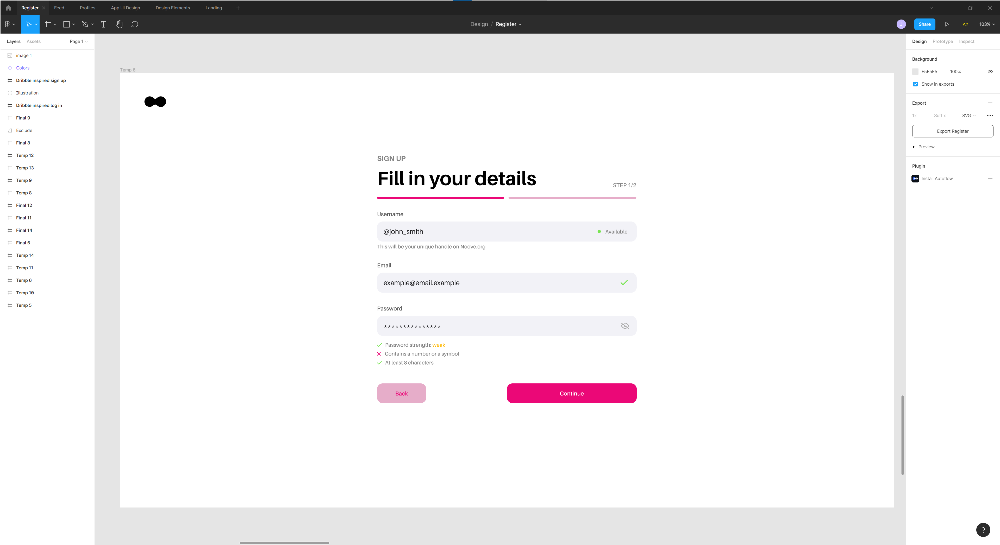 Register
Feed
Profiles
App UI Design
Design Elements
Landing
Design / Register
J
Share
A?
103%
Layers
Assets
Page 1
image 1
Colors
Dribble inspired sign up
Illustration
Dribble inspired log in
Final 9
Exclude
Final 8
Temp 12
Temp 13
Temp 9
Temp 8
Final 12
Final 11
Final 14
Final 6
Temp 14
Temp 11
Temp 6
Temp 10
Temp 5
Temp 6
SIGN UP
Fill in your details
STEP 1/2
Username
@john_smith
Available
This will be your unique handle on Noove.org
Email
example@email.example
Password
***************
Password strength: weak
Contains a number or a symbol
At least 8 characters
Back
Continue
Design
Prototype
Inspect
Background
E5E5E5
100%
Show in exports
Export
1x
Suffix
SVG
Export Register
Preview
Plugin
Install Autoflow
?